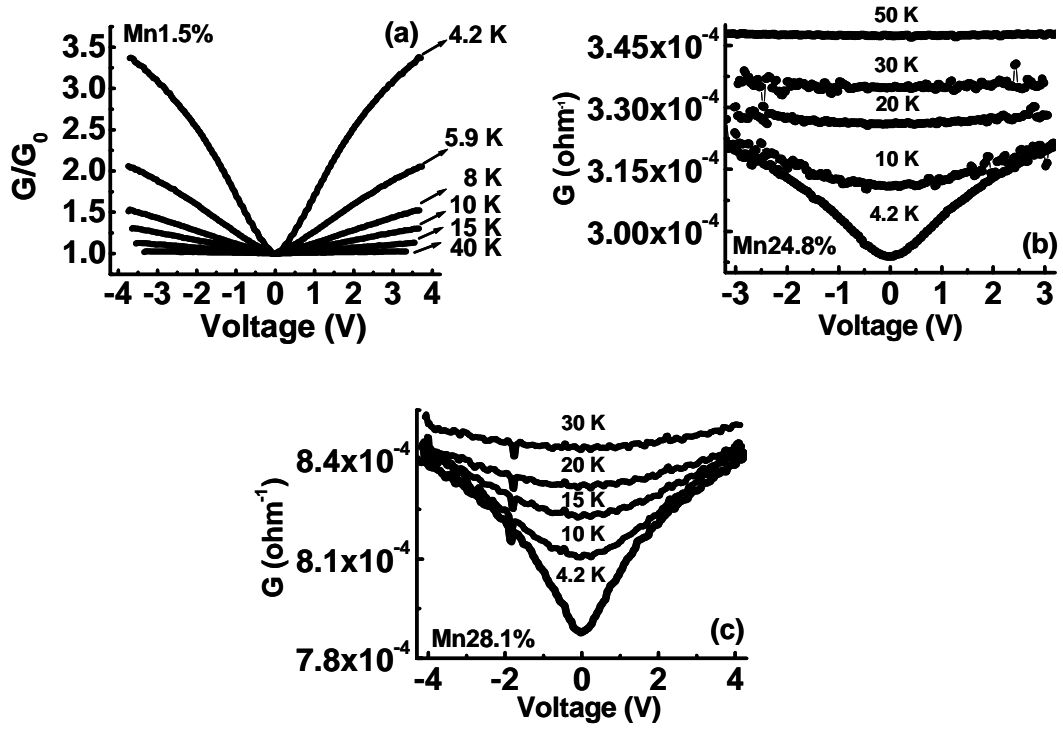 Mn1.5%
(a)
4.2 K
5.9 K
8 K
10 K
15 K
40 K
3.5
3.0
2.5
2.0
1.5
1.0
G/G₀
-4 -3 -2 -1 0 1 2 3 4
Voltage (V)
50 K
30 K
20 K
10 K
4.2 K
3.45x10⁻⁴
3.30x10⁻⁴
3.15x10⁻⁴
3.00x10⁻⁴
G (ohm⁻¹)
Mn24.8%
(b)
-3 -2 -1 0 1 2 3
Voltage (V)
30 K
20 K
15 K
10 K
4.2 K
8.4x10⁻⁴
8.1x10⁻⁴
7.8x10⁻⁴
G (ohm⁻¹)
Mn28.1%
(c)
-4 -2 0 2 4
Voltage (V)